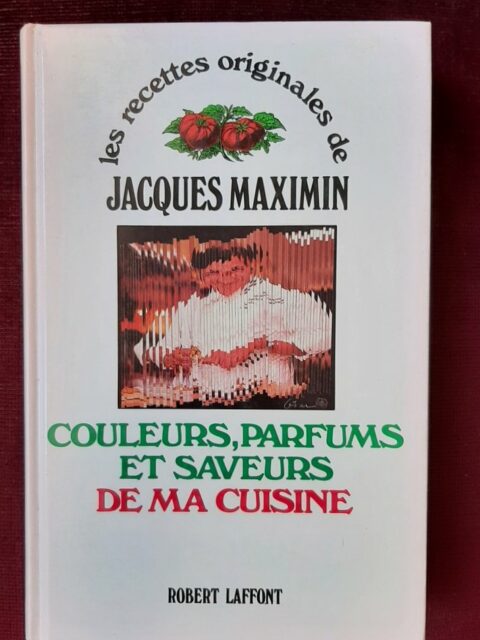 les recettes originales de
JACQUES MAXIMIN
COULEURS, PARFUMS
ET SAVEURS
DE MA CUISINE
ROBERT LAFFONT